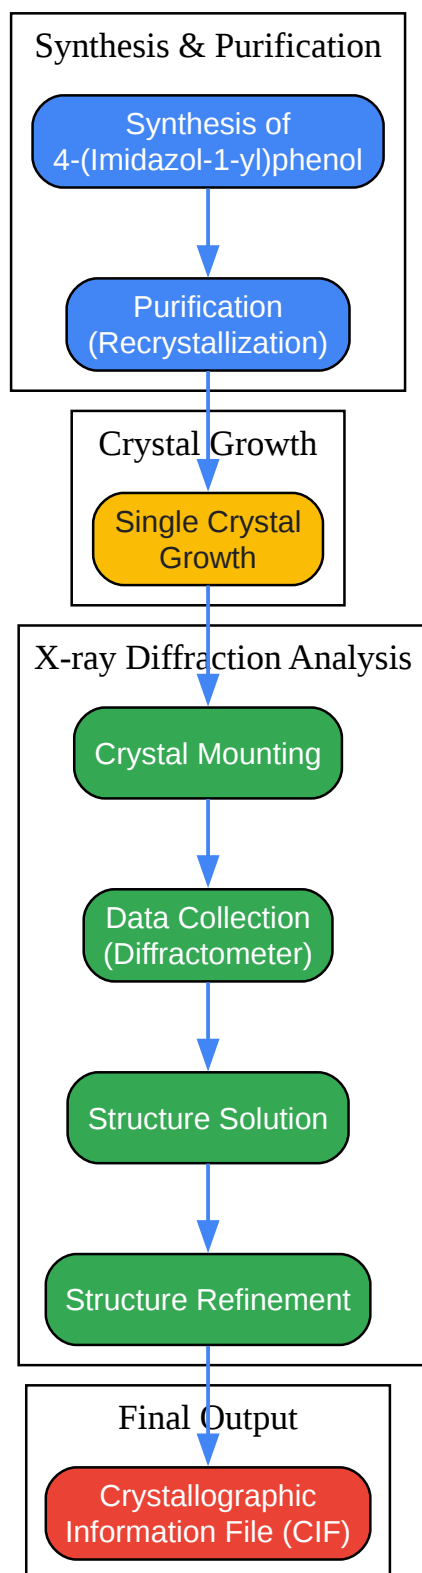 Synthesis & Purification
Synthesis of
4-(Imidazol-1-yl)phenol
Purification
(Recrystallization)
Crystal Growth
Single Crystal
Growth
X-ray Diffraction Analysis
Crystal Mounting
Data Collection
(Diffractometer)
Structure Solution
Structure Refinement
Final Output
Crystallographic
Information File (CIF)